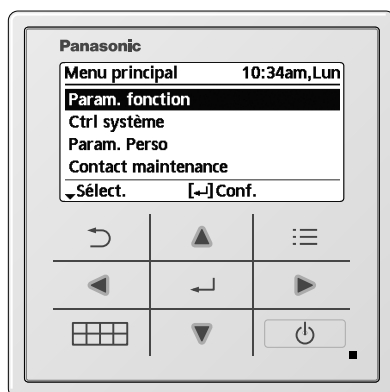 Panasonic
Menu principal 10:34am,Lun
Param. fonction
Ctrl système
Param. Perso
Contact maintenance
Sélect. [↵] Conf.